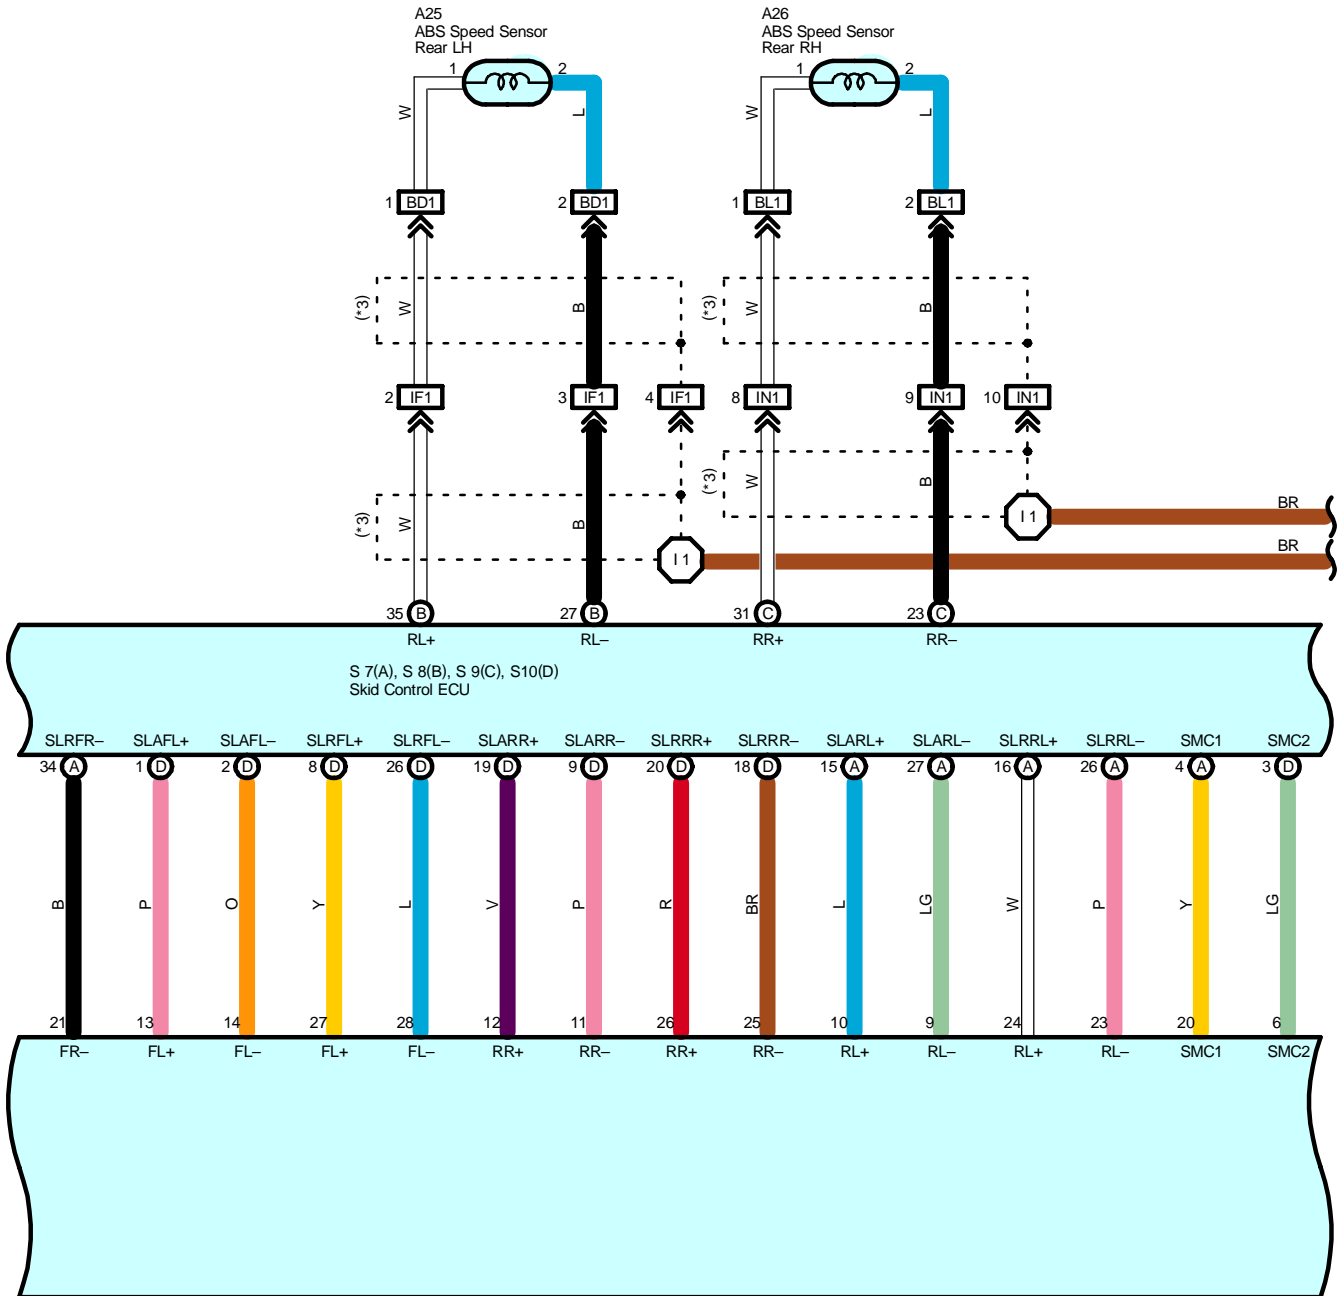 A25
ABS Speed Sensor
Rear LH
A26
ABS Speed Sensor
Rear RH
1 2 1 2
W L W L
1 BD1 2 BD1 1 BL1 2 BL1
(*3) W B (*3) W B
2 IF1 3 IF1 4 IF1 8 IN1 9 IN1 10 IN1
(*3) W B
(*3) W B
I 1 BR
I 1 BR
35 B 27 B 31 C 23 C
RL+ RL– RR+ RR–
S 7(A), S 8(B), S 9(C), S10(D)
Skid Control ECU
SLRFR– SLAFL+ SLAFL– SLRFL+ SLRFL– SLARR+ SLARR– SLRRR+ SLRRR– SLARL+ SLARL– SLRRL+ SLRRL– SMC1 SMC2
34 A 1 D 2 D 8 D 26 D 19 D 9 D 20 D 18 D 15 A 27 A 16 A 26 A 4 A 3 D
B P O Y L V P R BR L LG W P Y LG
21 13 14 27 28 12 11 26 25 10 9 24 23 20 6
FR– FL+ FL– FL+ FL– RR+ RR– RR+ RR– RL+ RL– RL+ RL– SMC1 SMC2